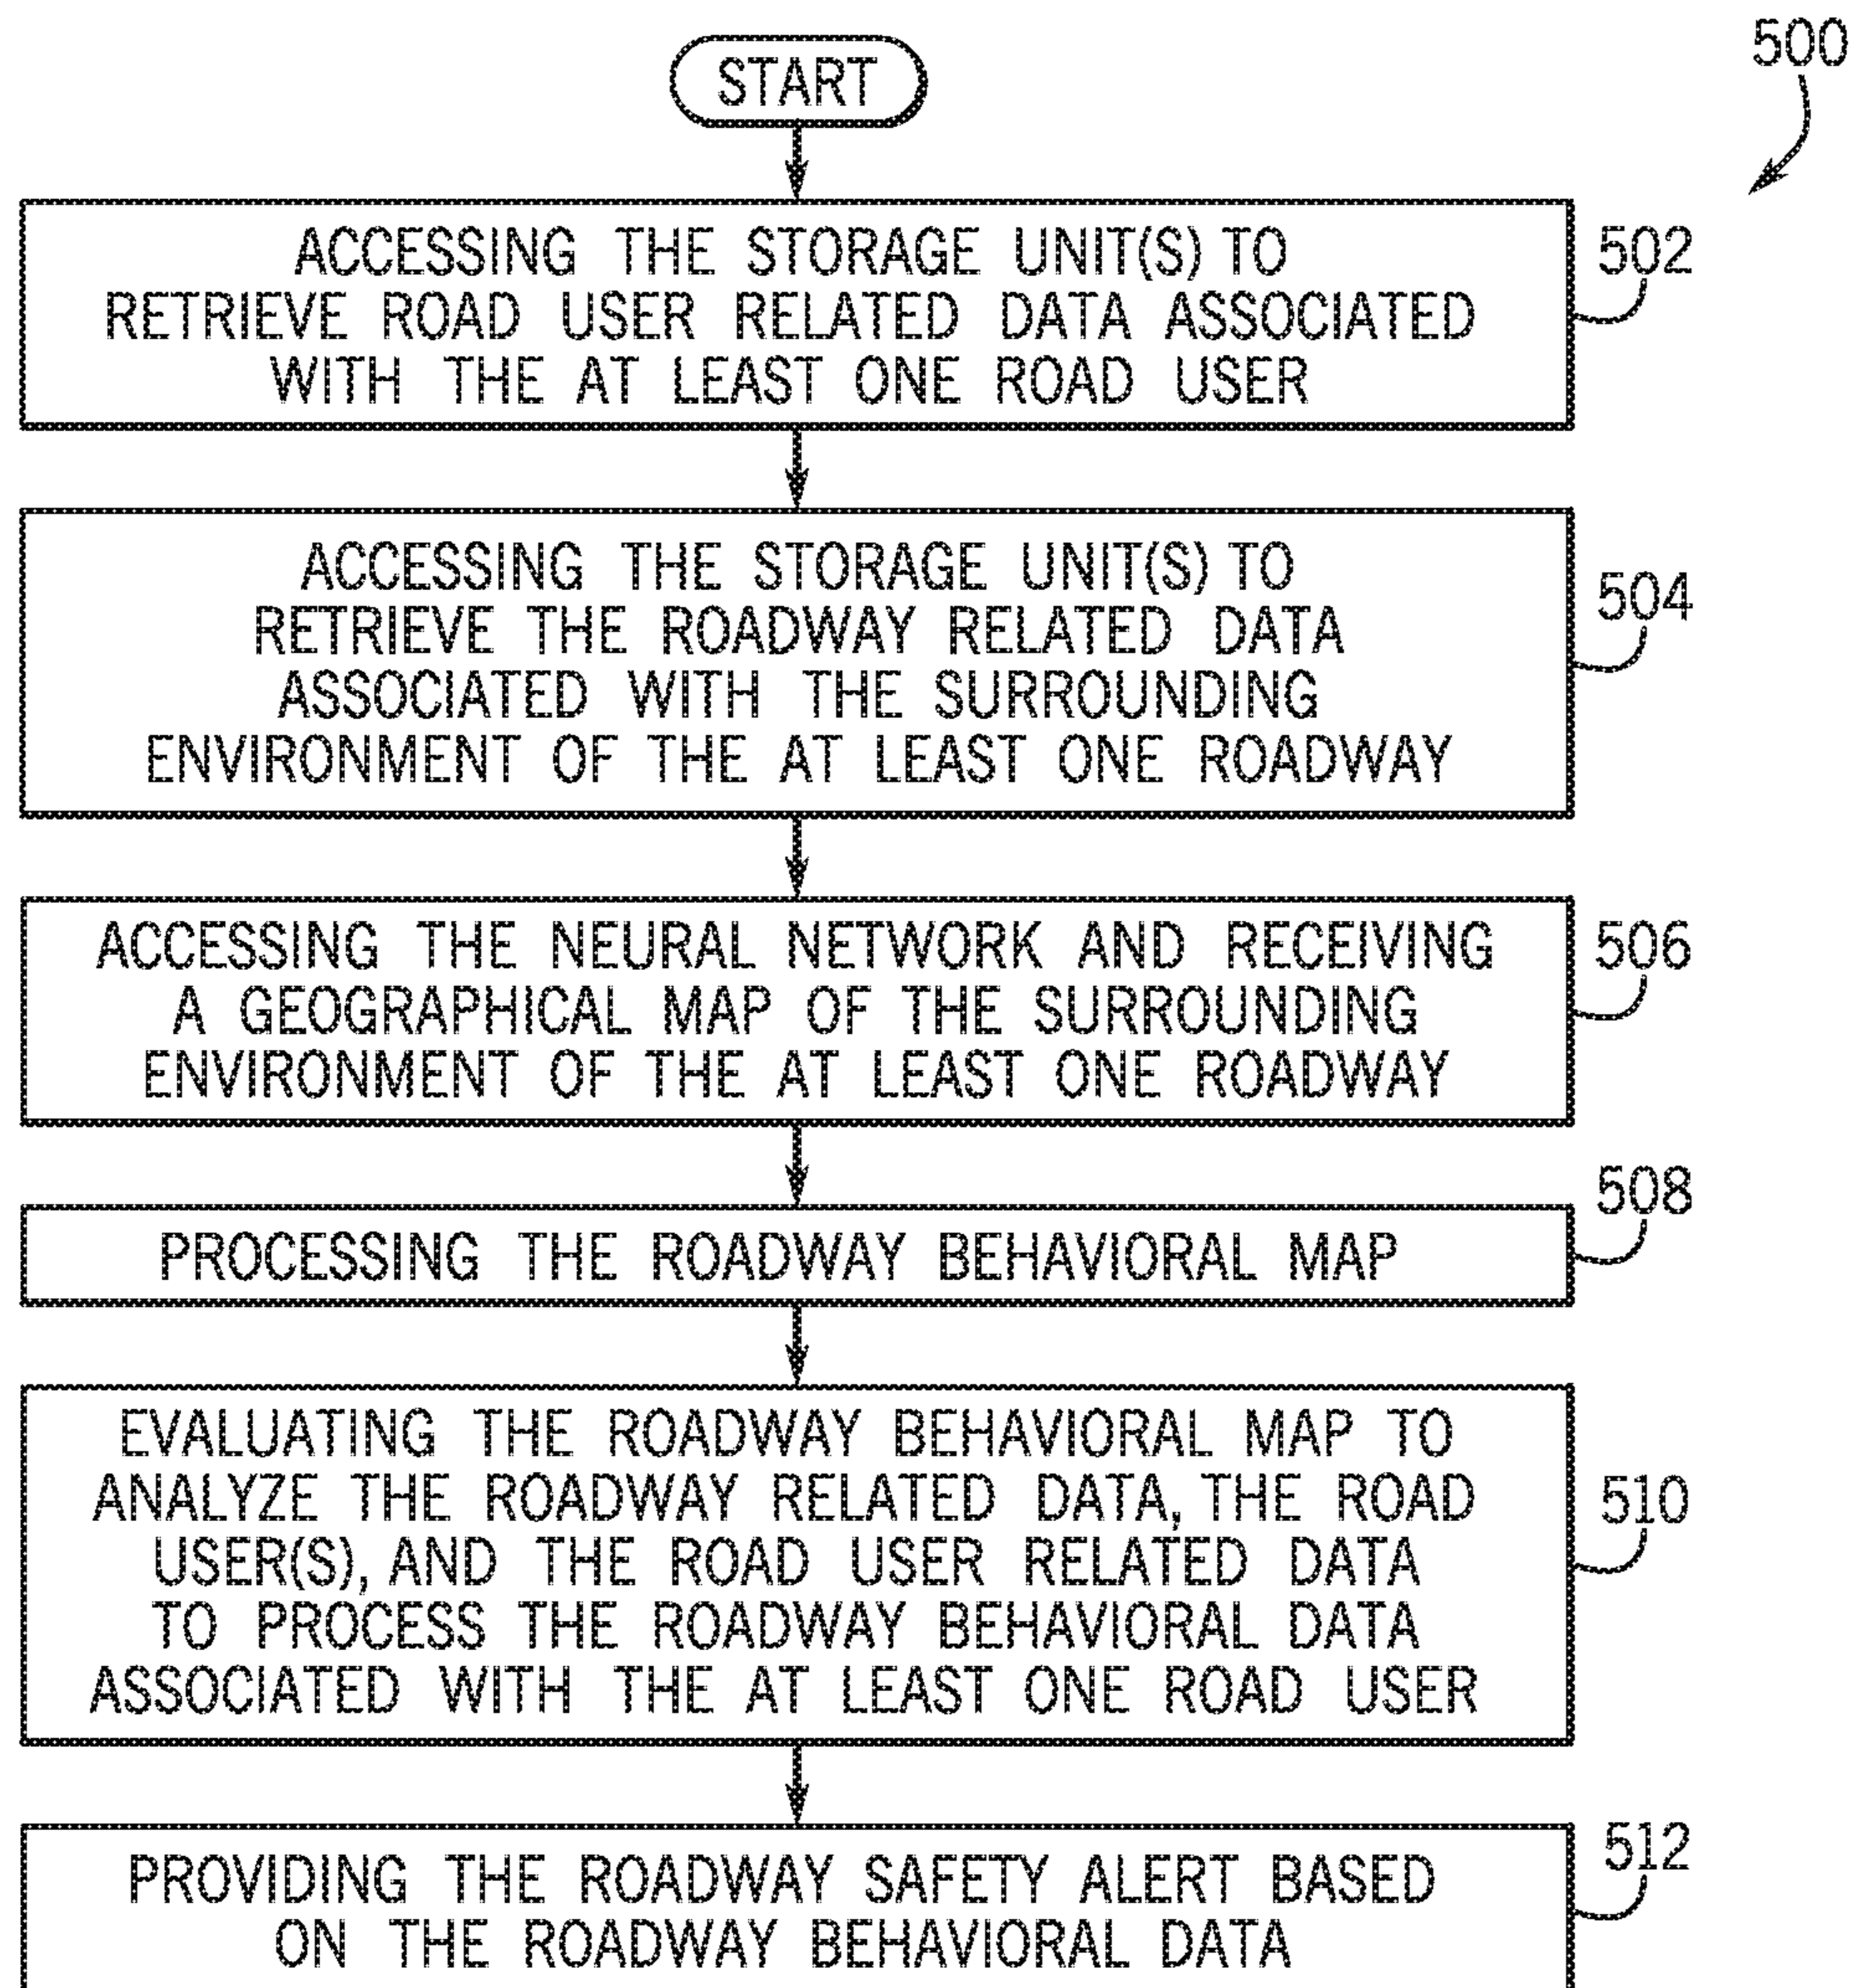 500
START
ACCESSING THE STORAGE UNIT(S) TO
RETRIEVE ROAD USER RELATED DATA ASSOCIATED
WITH THE AT LEAST ONE ROAD USER
502
ACCESSING THE STORAGE UNIT(S) TO
RETRIEVE THE ROADWAY RELATED DATA
ASSOCIATED WITH THE SURROUNDING
ENVIRONMENT OF THE AT LEAST ONE ROADWAY
504
ACCESSING THE NEURAL NETWORK AND RECEIVING
A GEOGRAPHICAL MAP OF THE SURROUNDING
ENVIRONMENT OF THE AT LEAST ONE ROADWAY
506
PROCESSING THE ROADWAY BEHAVIORAL MAP
508
EVALUATING THE ROADWAY BEHAVIORAL MAP TO
ANALYZE THE ROADWAY RELATED DATA, THE ROAD
USER(S), AND THE ROAD USER RELATED DATA
TO PROCESS THE ROADWAY BEHAVIORAL DATA
ASSOCIATED WITH THE AT LEAST ONE ROAD USER
510
PROVIDING THE ROADWAY SAFETY ALERT BASED
ON THE ROADWAY BEHAVIORAL DATA
512